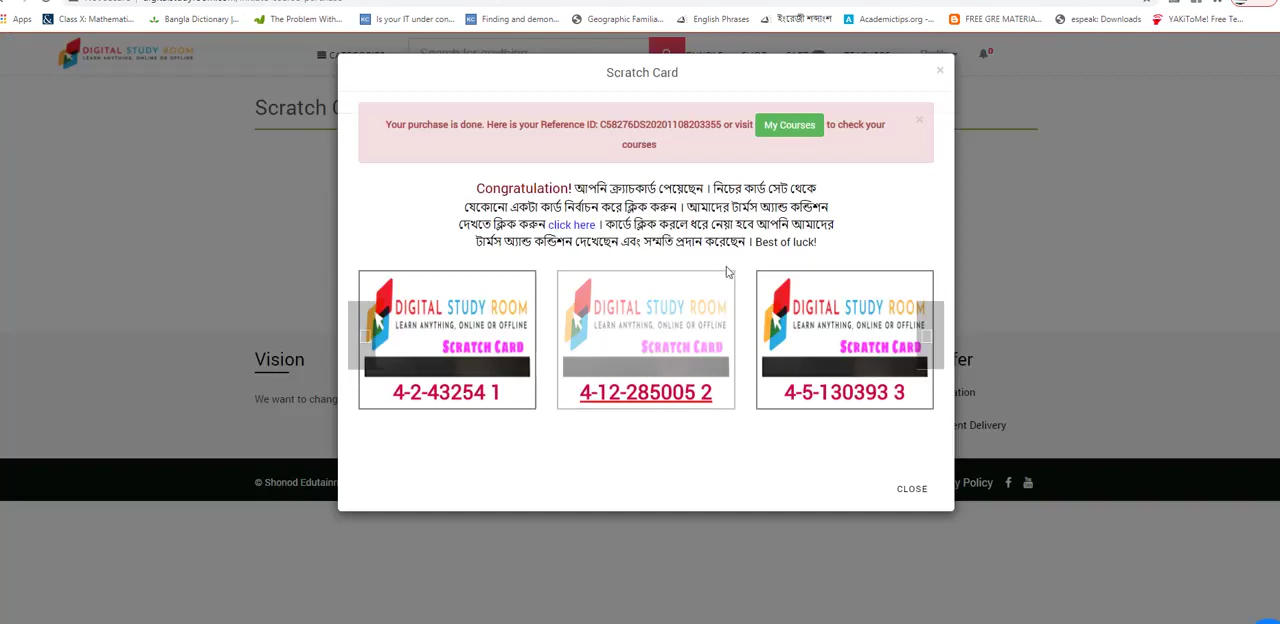 Apps
Class X: Mathemati...
Bangla Dictionary |...
The Problem With...
Is your IT under con...
Finding and demon...
Geographic Familia...
English Phrases
ইংরেজী শব্দাংশ
Academictips.org -...
FREE GRE MATERIA...
espeak: Downloads
YAKiToMe! Free Te...
DIGITAL STUDY ROOM
LEARN ANYTHING, ONLINE OR OFFLINE
Scratch Card
×
Scratch C
Your purchase is done. Here is your Reference ID: C58276DS20201108203355 or visit My Courses to check your
courses
×
Congratulation! আপনি ক্র্যাচকার্ড পেয়েছেন । নিচের কার্ড সেট থেকে
যেকোনো একটা কার্ড নির্বাচন করে ক্লিক করুন । আমাদের টার্মস অ্যান্ড কন্ডিশন
দেখতে ক্লিক করুন click here । কার্ডে ক্লিক করলে ধরে নেয়া হবে আপনি আমাদের
টার্মস অ্যান্ড কন্ডিশন দেখেছেন এবং সম্মতি প্রদান করেছেন । Best of luck!
DIGITAL STUDY ROOM
LEARN ANYTHING, ONLINE OR OFFLINE
SCRATCH CARD
4-2-43254 1
DIGITAL STUDY ROOM
LEARN ANYTHING, ONLINE OR OFFLINE
SCRATCH CARD
4-12-285005 2
DIGITAL STUDY ROOM
LEARN ANYTHING, ONLINE OR OFFLINE
SCRATCH CARD
4-5-130393 3
Vision
fer
We want to chang
ation
ent Delivery
CLOSE
© Shonod Edutainn
y Policy